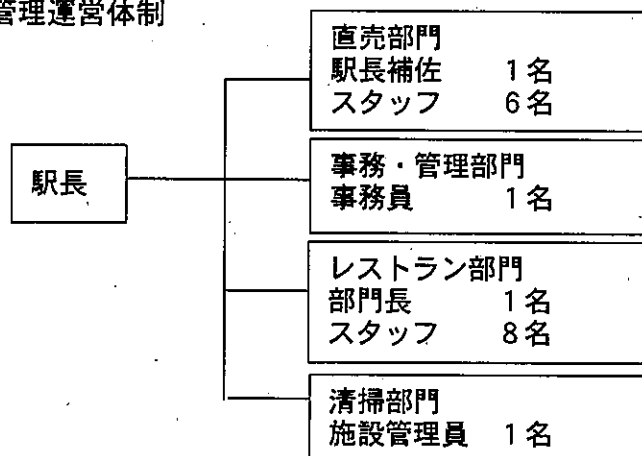 管理運営体制
駅長
直売部門
駅長補佐　１名
スタッフ　６名
事務・管理部門
事務員　１名
レストラン部門
部門長　１名
スタッフ　８名
清掃部門
施設管理員　１名